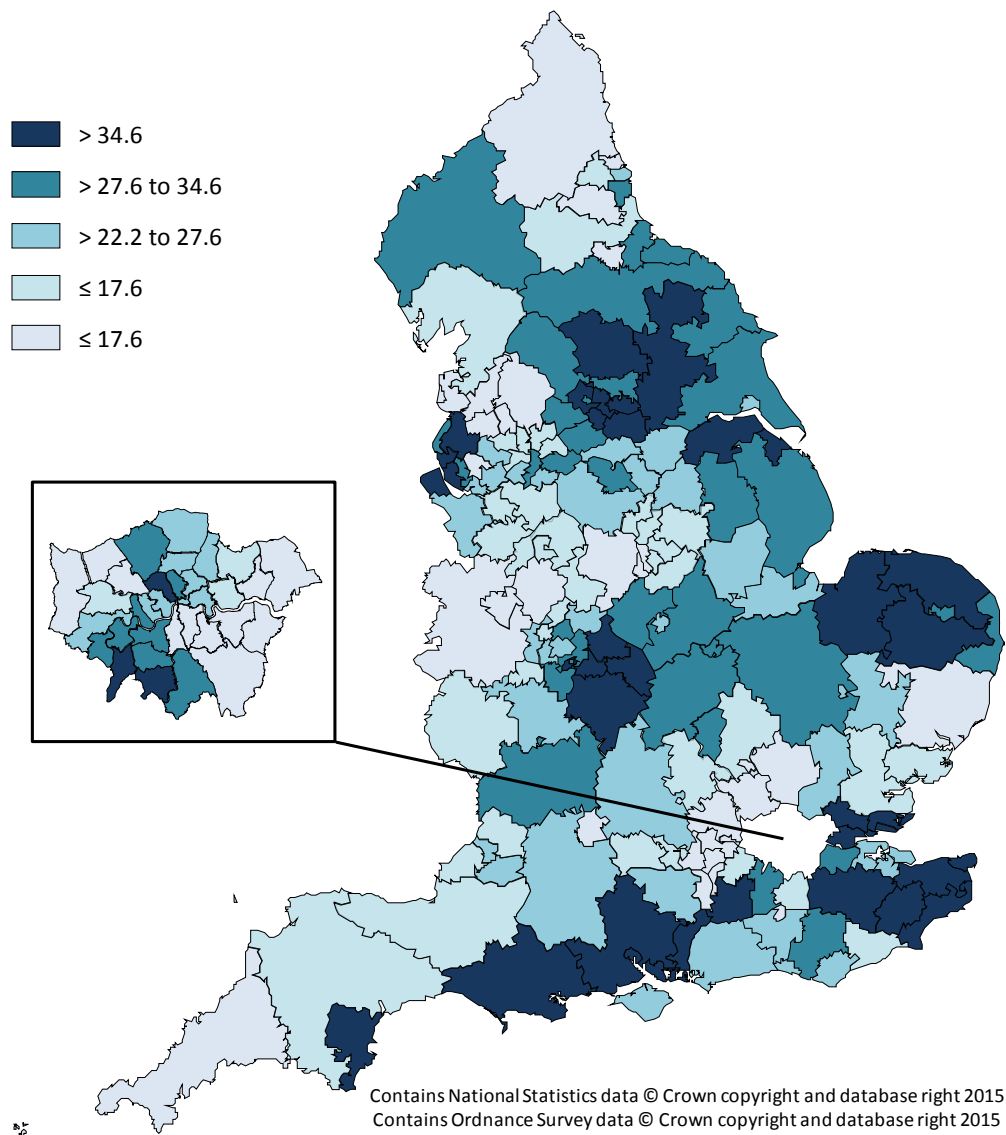 > 34.6
> 27.6 to 34.6
> 22.2 to 27.6
≤ 17.6
≤ 17.6
Contains National Statistics data © Crown copyright and database right 2015
Contains Ordnance Survey data © Crown copyright and database right 2015